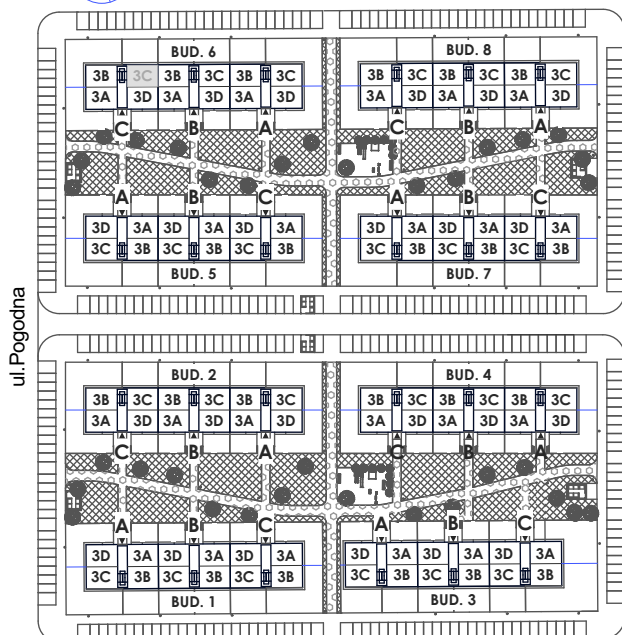 BUD. 6 BUD. 8
3B 3C 3B 3C 3B 3C 3B 3C 3B 3C 3B 3C
3A 3D 3A 3D 3A 3D 3A 3D 3A 3D 3A 3D
C B A C B A
A B C A B C
3D 3A 3D 3A 3D 3A 3D 3A 3D 3A 3D 3A
3C 3B 3C 3B 3C 3B 3C 3B 3C 3B 3C 3B
BUD. 5 BUD. 7
ul.Pogodna
BUD. 2 BUD. 4
3B 3C 3B 3C 3B 3C 3B 3C 3B 3C 3B 3C
3A 3D 3A 3D 3A 3D 3A 3D 3A 3D 3A 3D
C B A C B A
A B C A B C
3D 3A 3D 3A 3D 3A 3D 3A 3D 3A 3D 3A
3C 3B 3C 3B 3C 3B 3C 3B 3C 3B 3C 3B
BUD. 1 BUD. 3